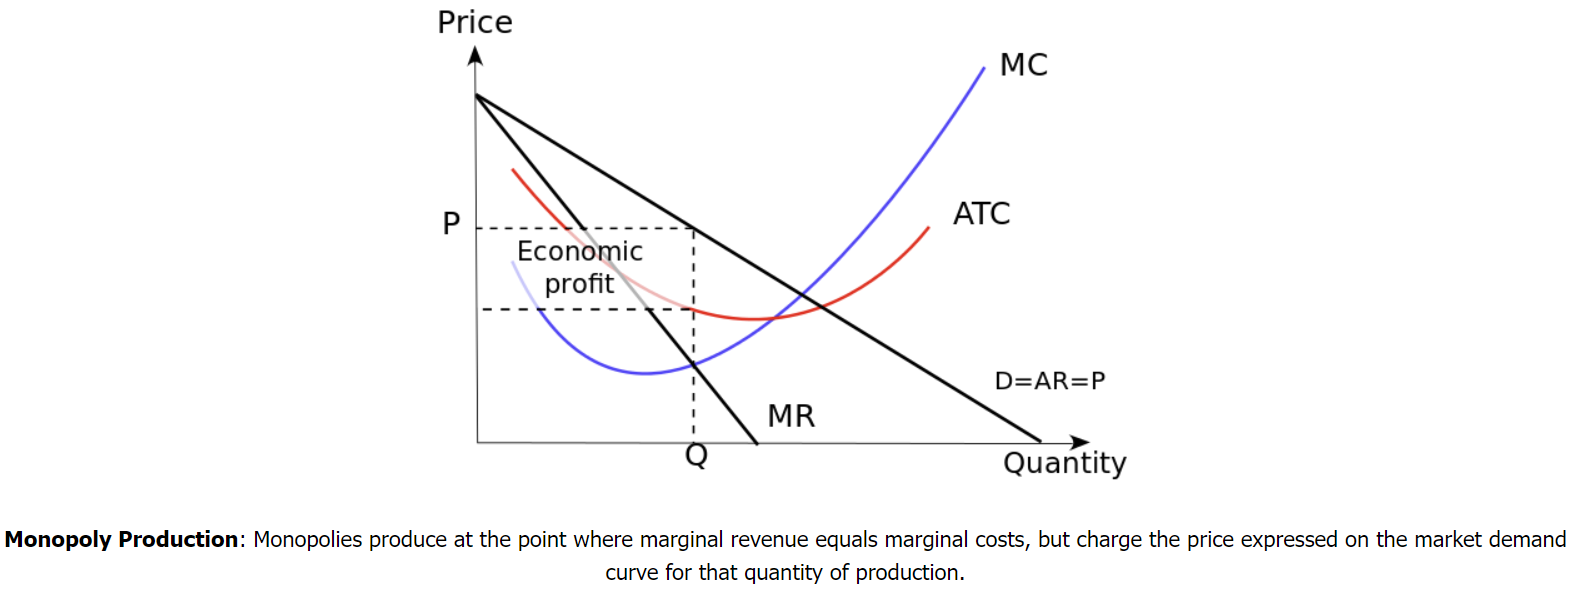 Price
MC
ATC
P
Economic
profit
D=AR=P
MR
Q
Quantity
Monopoly Production: Monopolies produce at the point where marginal revenue equals marginal costs, but charge the price expressed on the market demand
curve for that quantity of production.